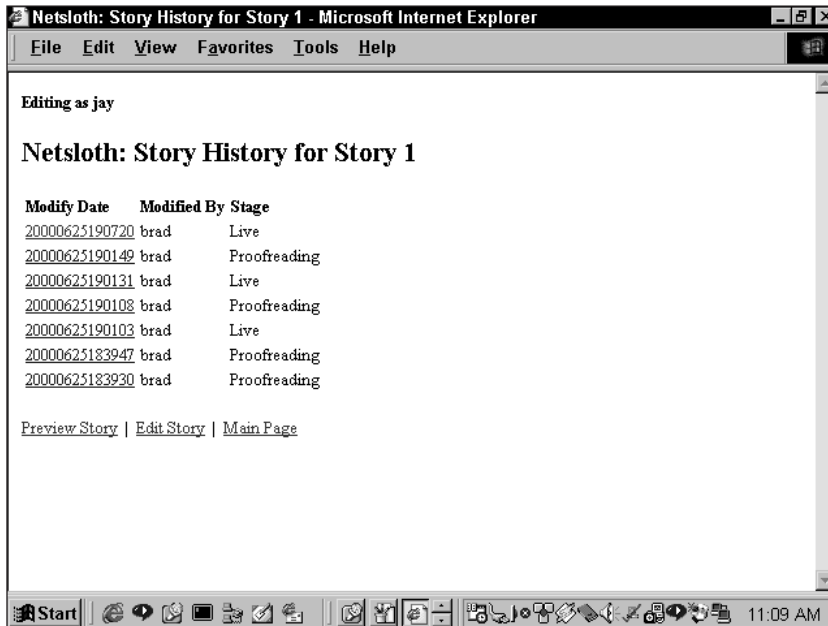 Netsloth: Story History for Story 1 - Microsoft Internet Explorer
File Edit View Favorites Tools Help
Editing as jay
Netsloth: Story History for Story 1
Modify Date Modified By Stage
20000625190720 brad Live
20000625190149 brad Proofreading
20000625190131 brad Live
20000625190108 brad Proofreading
20000625190103 brad Live
20000625183947 brad Proofreading
20000625183930 brad Proofreading
Preview Story | Edit Story | Main Page
Start 11:09 AM